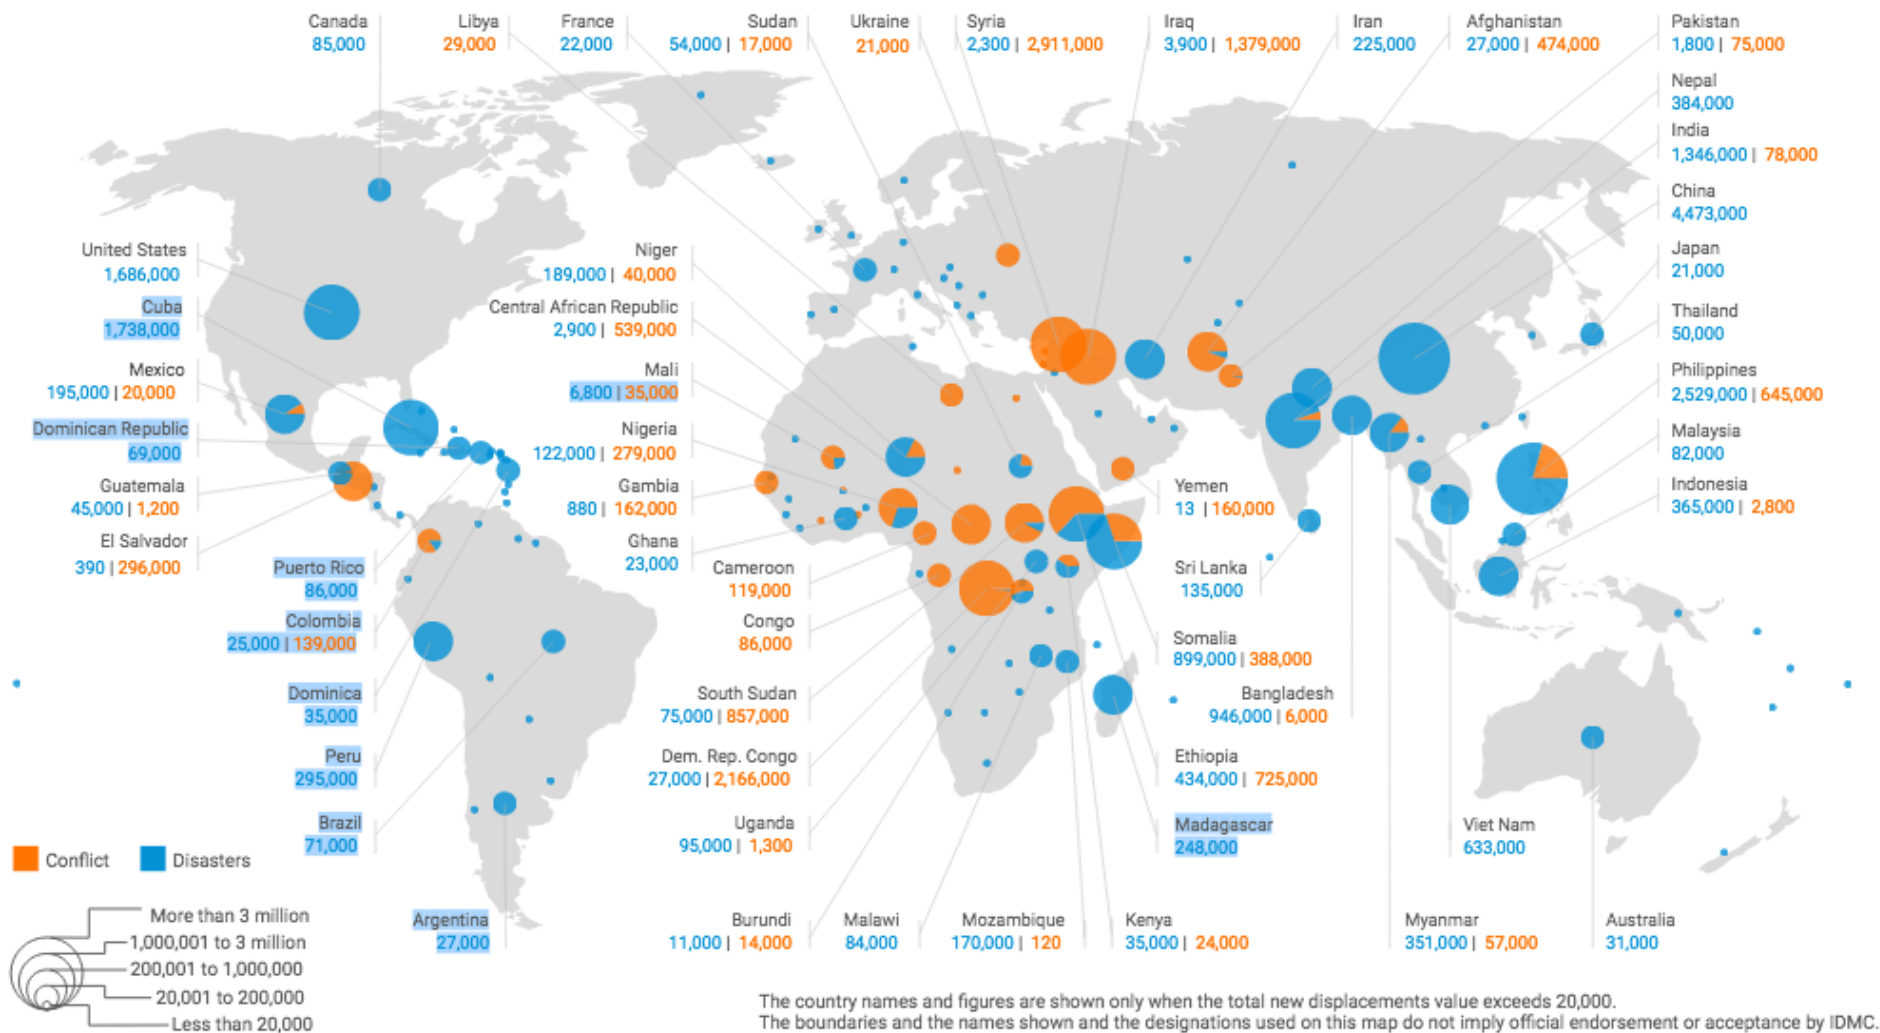 Canada
85,000
Libya
29,000
France
22,000
Sudan
54,000 | 17,000
Ukraine
21,000
Syria
2,300 | 2,911,000
Iraq
3,900 | 1,379,000
Iran
225,000
Afghanistan
27,000 | 474,000
Pakistan
1,800 | 75,000
Nepal
384,000
India
1,346,000 | 78,000
China
4,473,000
Japan
21,000
Thailand
50,000
Philippines
2,529,000 | 645,000
Malaysia
82,000
Indonesia
365,000 | 2,800
United States
1,686,000
Cuba
1,738,000
Mexico
195,000 | 20,000
Dominican Republic
69,000
Guatemala
45,000 | 1,200
El Salvador
390 | 296,000
Puerto Rico
86,000
Colombia
25,000 | 139,000
Dominica
35,000
Peru
295,000
Brazil
71,000
Argentina
27,000
Niger
189,000 | 40,000
Central African Republic
2,900 | 539,000
Mali
6,800 | 35,000
Nigeria
122,000 | 279,000
Gambia
880 | 162,000
Ghana
23,000
Cameroon
119,000
Congo
86,000
South Sudan
75,000 | 857,000
Dem. Rep. Congo
27,000 | 2,166,000
Uganda
95,000 | 1,300
Burundi
11,000 | 14,000
Malawi
84,000
Mozambique
170,000 | 120
Kenya
35,000 | 24,000
Yemen
13 | 160,000
Sri Lanka
135,000
Somalia
899,000 | 388,000
Bangladesh
946,000 | 6,000
Ethiopia
434,000 | 725,000
Madagascar
248,000
Viet Nam
633,000
Myanmar
351,000 | 57,000
Australia
31,000
Conflict
Disasters
More than 3 million
1,000,001 to 3 million
200,001 to 1,000,000
20,001 to 200,000
Less than 20,000
The country names and figures are shown only when the total new displacements value exceeds 20,000.
The boundaries and the names shown and the designations used on this map do not imply official endorsement or acceptance by IDMC.